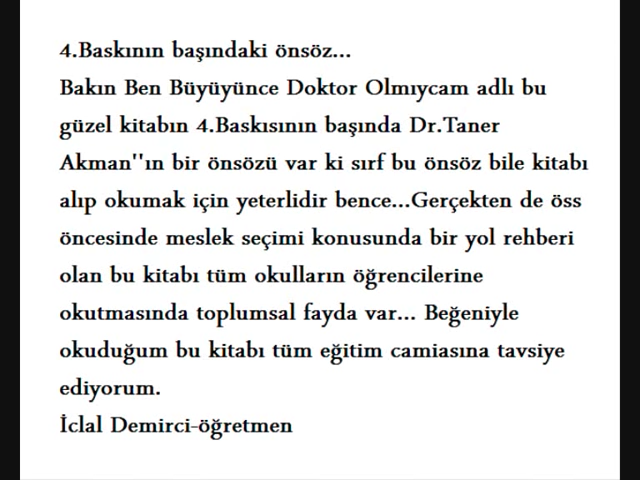 4.Baskının başındaki önsöz...
Bakın Ben Büyüyünce Doktor Olmıycam adlı bu
güzel kitabın 4.Baskısının başında Dr.Taner
Akman''ın bir önsözü var ki sırf bu önsöz bile kitabı
alıp okumak için yeterlidir bence...Gerçekten de öss
öncesinde meslek seçimi konusunda bir yol rehberi
olan bu kitabı tüm okulların öğrencilerine
okutmasında toplumsal fayda var... Beğeniyle
okuduğum bu kitabı tüm eğitim camiasına tavsiye
ediyorum.
İclal Demirci-öğretmen